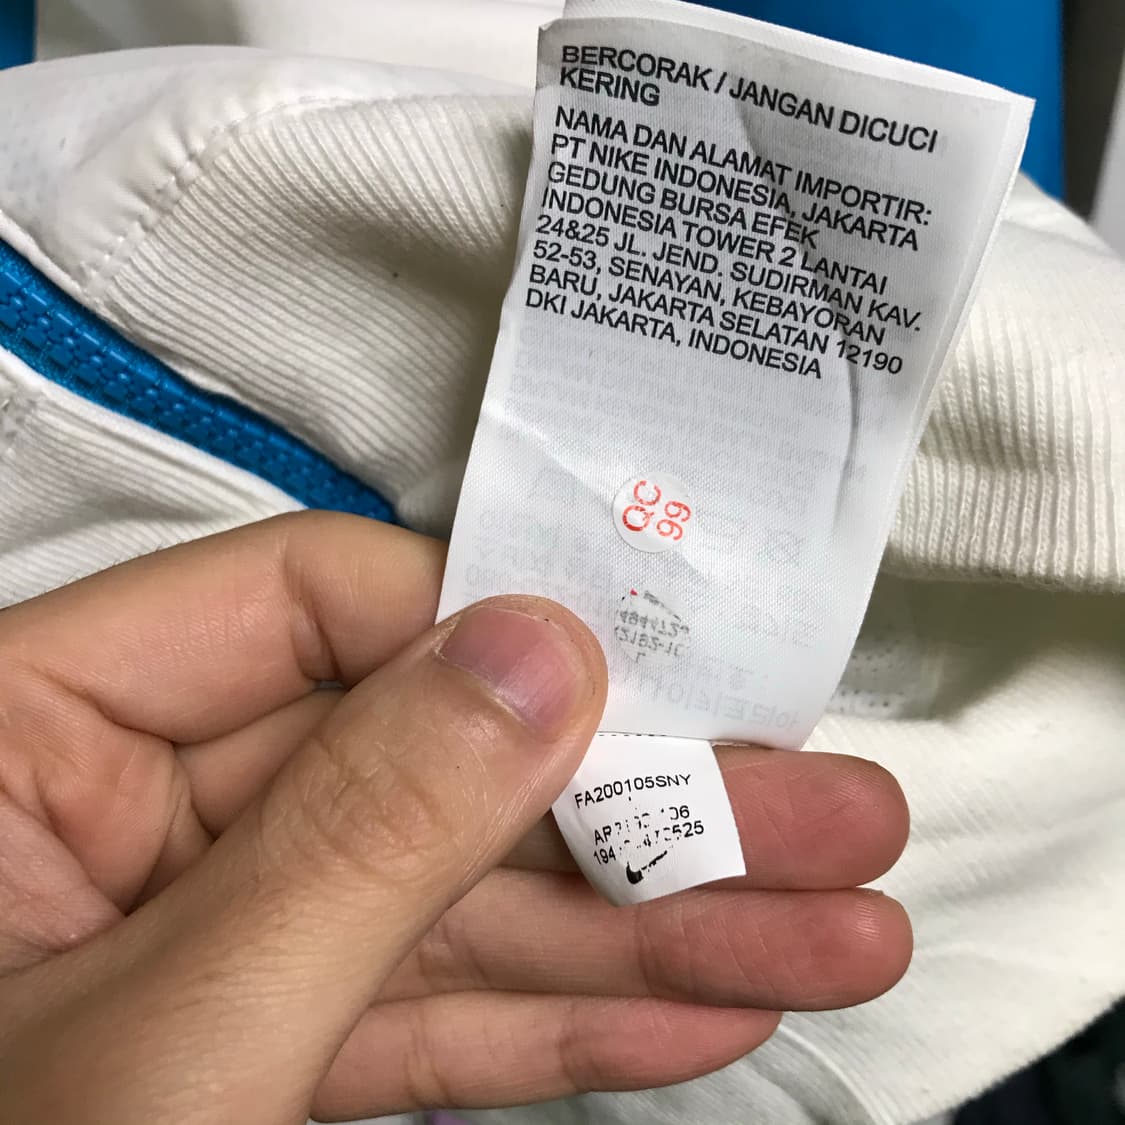 BERCORAK / JANGAN DICUCI
KERING
NAMA DAN ALAMAT IMPORTIR:
PT NIKE INDONESIA, JAKARTA
GEDUNG BURSA EFEK
INDONESIA TOWER 2 LANTAI
24&25 JL. JEND. SUDIRMAN KAV.
52-53, SENAYAN, KEBAYORAN
BARU, JAKARTA SELATAN 12190
DKI JAKARTA, INDONESIA
QC
99
FA200105SNY